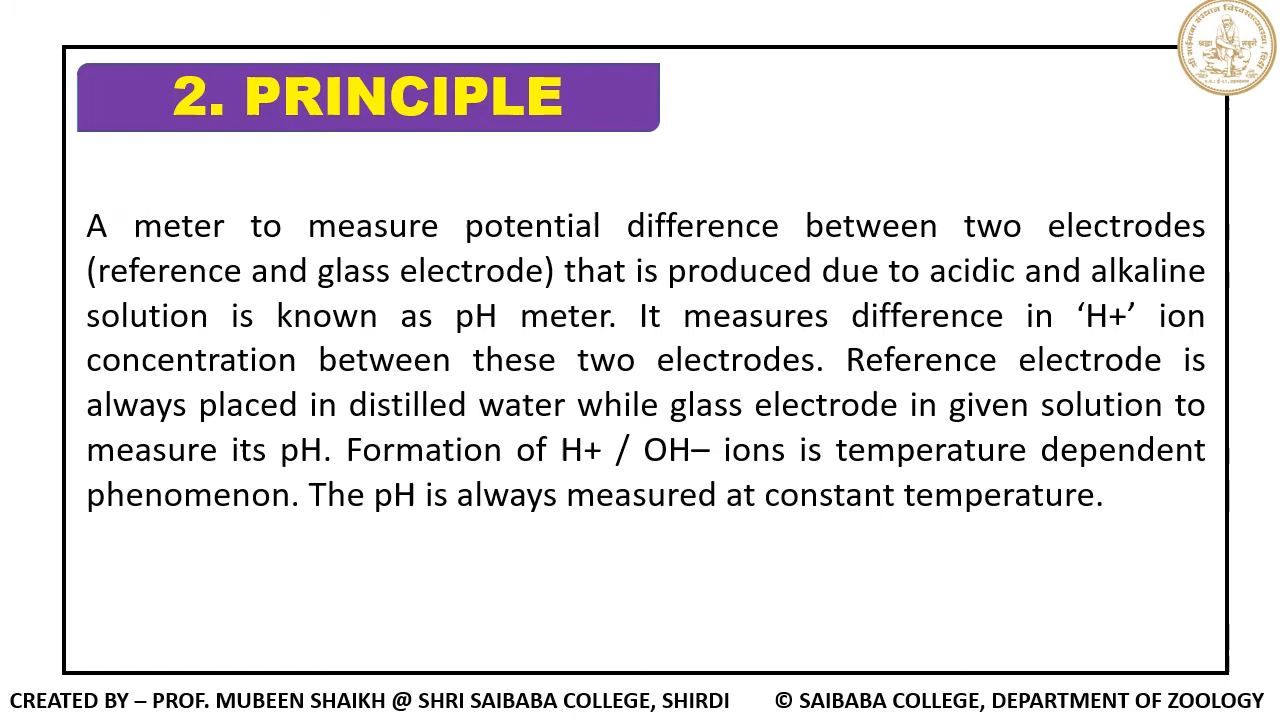 2. PRINCIPLE
A meter to measure potential difference between two electrodes
(reference and glass electrode) that is produced due to acidic and alkaline
solution is known as pH meter. It measures difference in ‘H+’ ion
concentration between these two electrodes. Reference electrode is
always placed in distilled water while glass electrode in given solution to
measure its pH. Formation of H+ / OH– ions is temperature dependent
phenomenon. The pH is always measured at constant temperature.
CREATED BY – PROF. MUBEEN SHAIKH @ SHRI SAIBABA COLLEGE, SHIRDI
© SAIBABA COLLEGE, DEPARTMENT OF ZOOLOGY